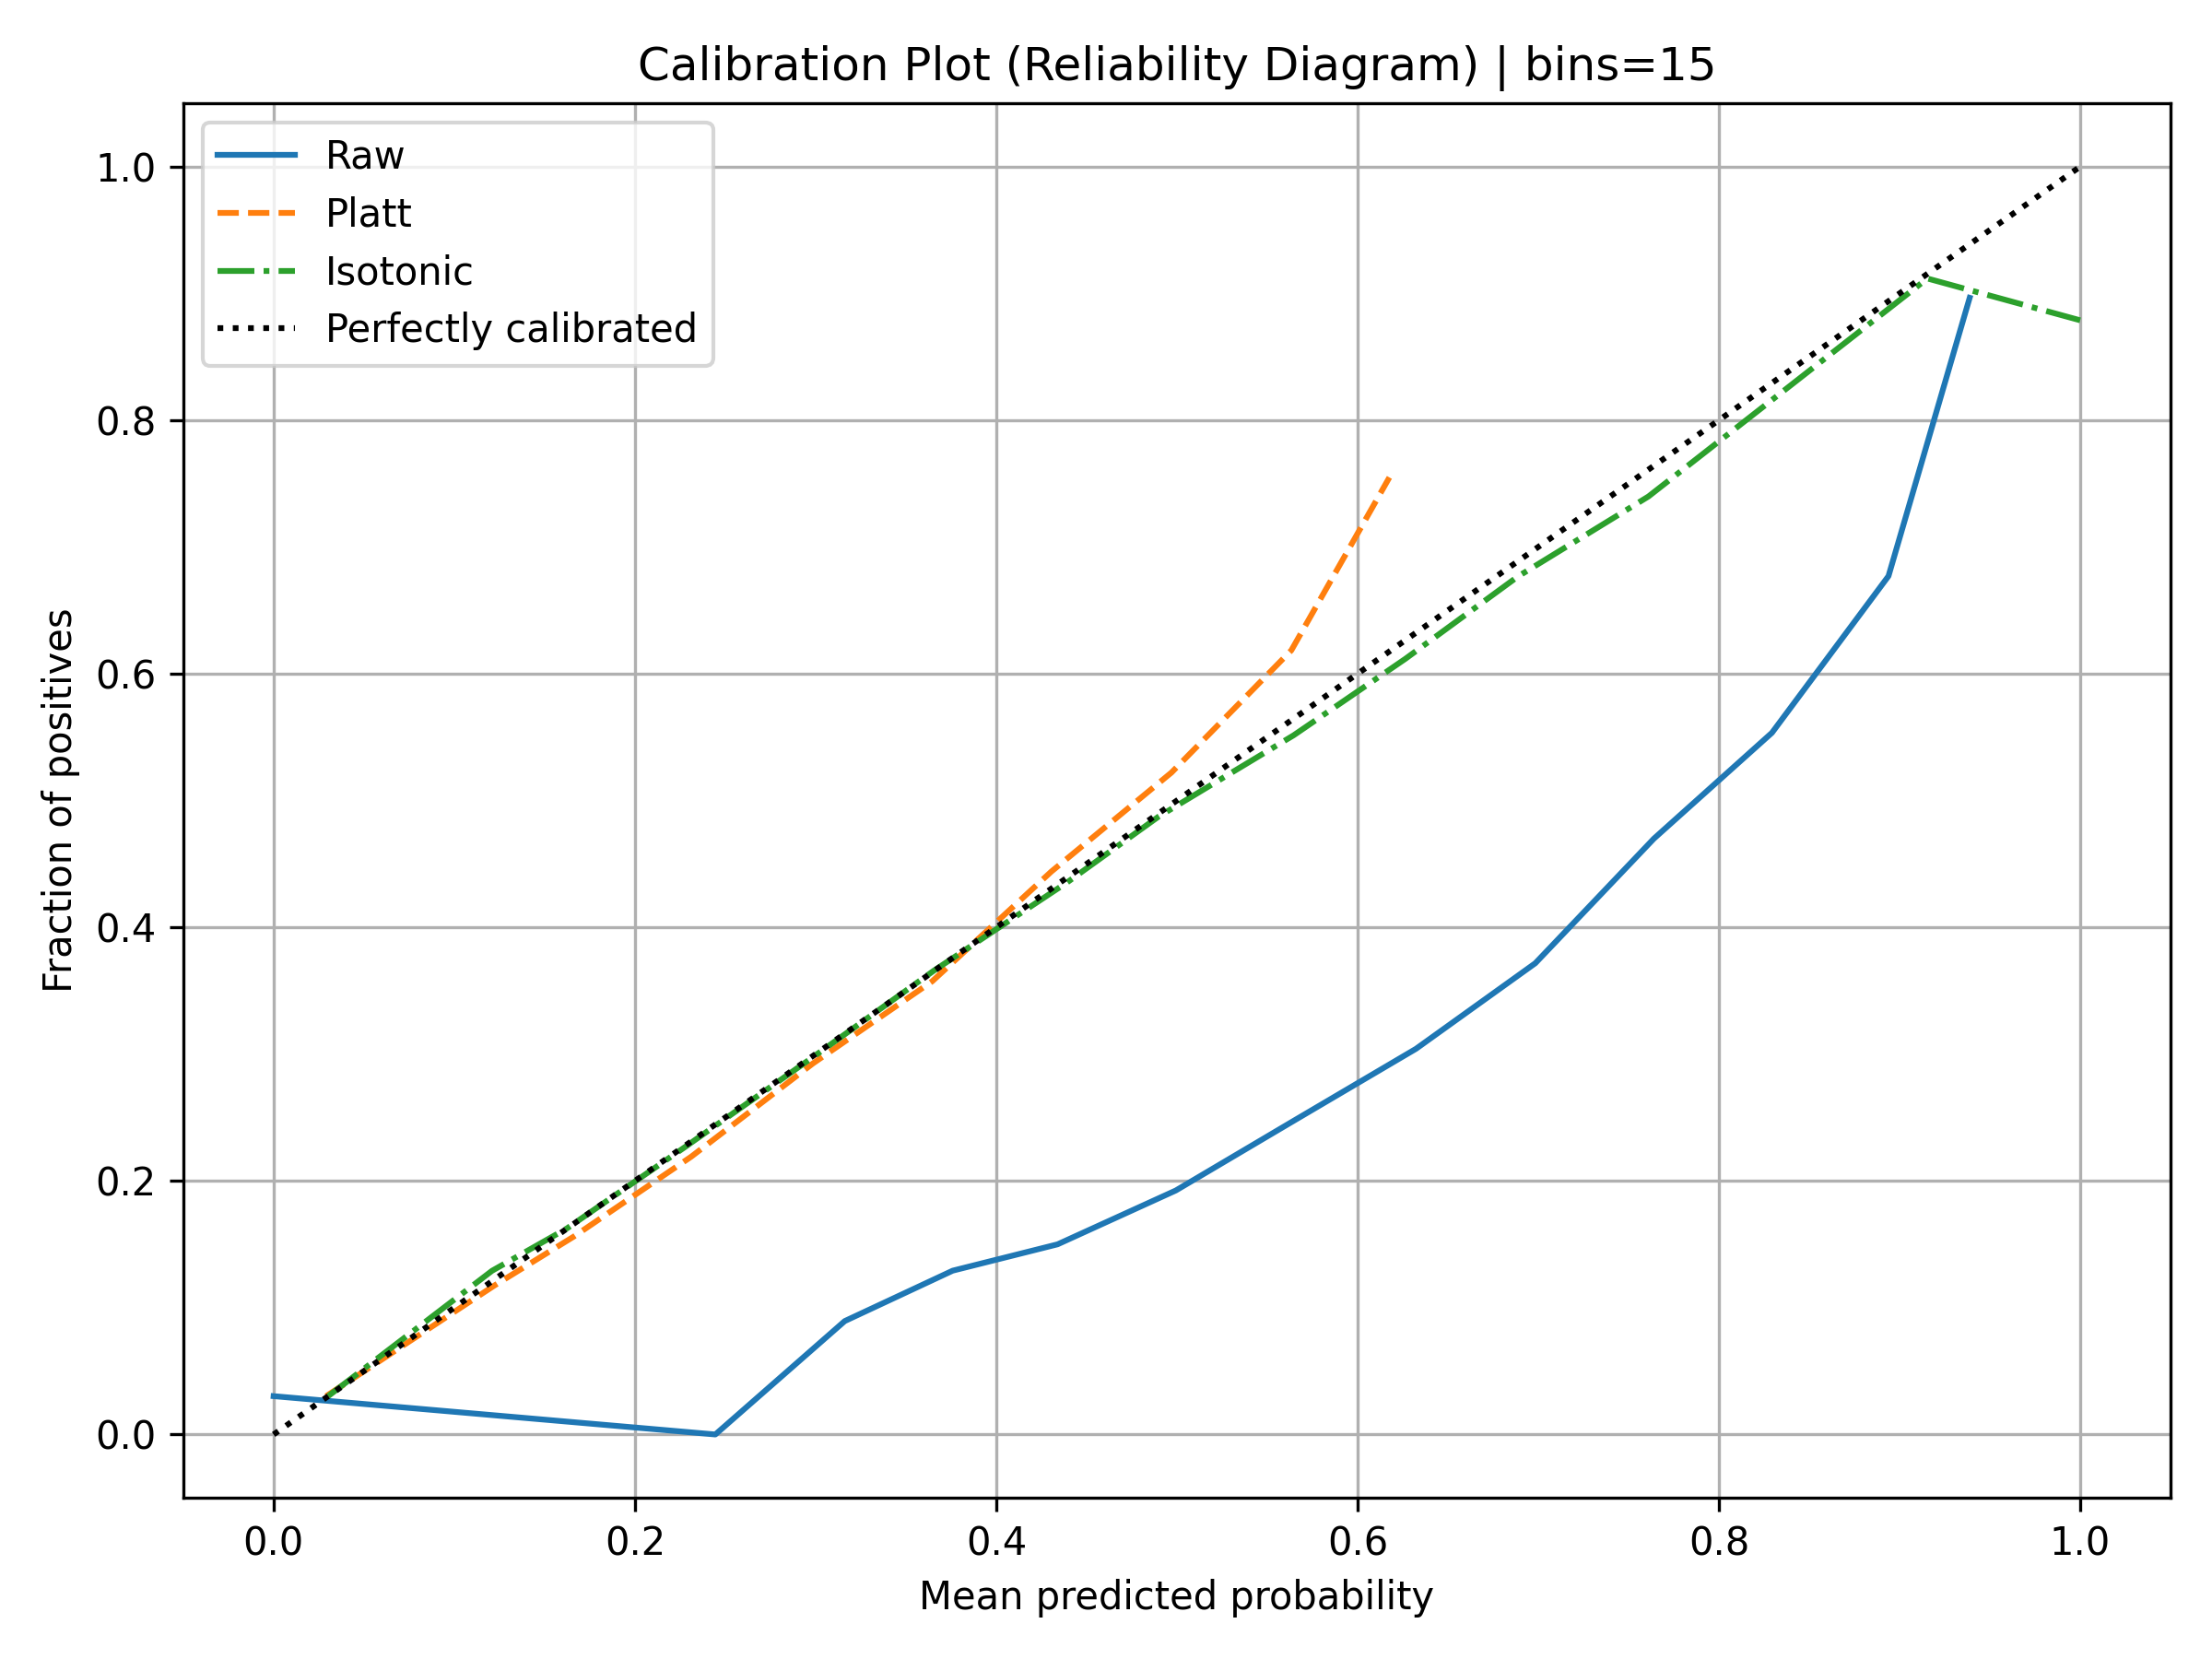 Calibration Plot (Reliability Diagram) | bins=15
Raw
Platt
Isotonic
Perfectly calibrated
Fraction of positives
1.0
0.8
0.6
0.4
0.2
0.0
0.0 0.2 0.4 0.6 0.8 1.0
Mean predicted probability